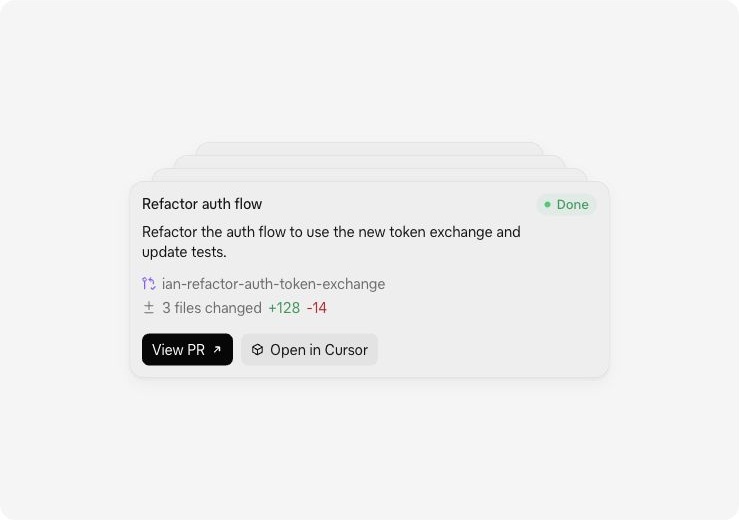 Refactor auth flow
Done
Refactor the auth flow to use the new token exchange and
update tests.
ian-refactor-auth-token-exchange
± 3 files changed +128 -14
View PR ↗
Open in Cursor